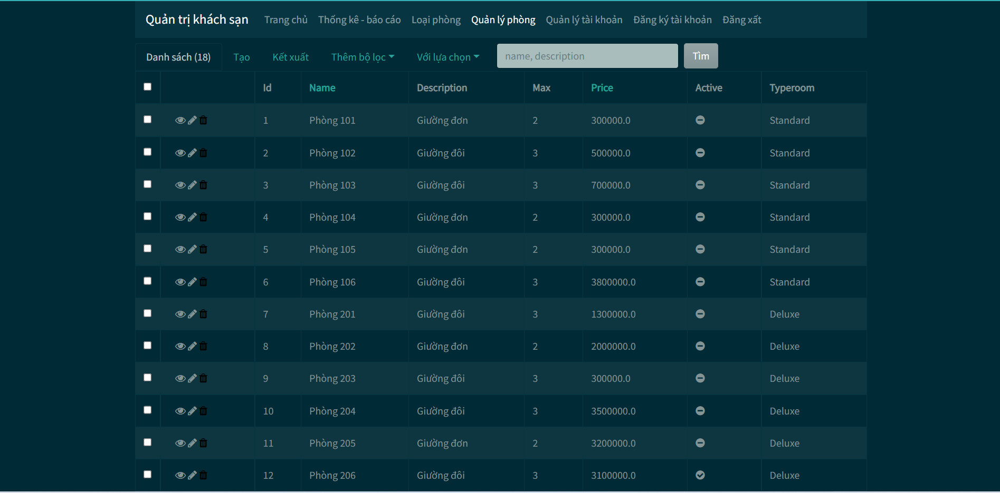 Quản trị khách sạn Trang chủ Thống kê - báo cáo Loại phòng Quản lý phòng Quản lý tài khoản Đăng ký tài khoản Đăng xất
Danh sách (18) Tạo Kết xuất Thêm bộ lọc Với lựa chọn name, description Tìm
Id Name Description Max Price Active Typeroom
1 Phòng 101 Giường đơn 2 300000.0 Standard
2 Phòng 102 Giường đôi 3 500000.0 Standard
3 Phòng 103 Giường đôi 3 700000.0 Standard
4 Phòng 104 Giường đơn 2 300000.0 Standard
5 Phòng 105 Giường đơn 2 300000.0 Standard
6 Phòng 106 Giường đôi 3 3800000.0 Standard
7 Phòng 201 Giường đôi 3 1300000.0 Deluxe
8 Phòng 202 Giường đơn 2 2000000.0 Deluxe
9 Phòng 203 Giường đôi 3 300000.0 Deluxe
10 Phòng 204 Giường đôi 3 3500000.0 Deluxe
11 Phòng 205 Giường đơn 2 3200000.0 Deluxe
12 Phòng 206 Giường đôi 3 3100000.0 Deluxe